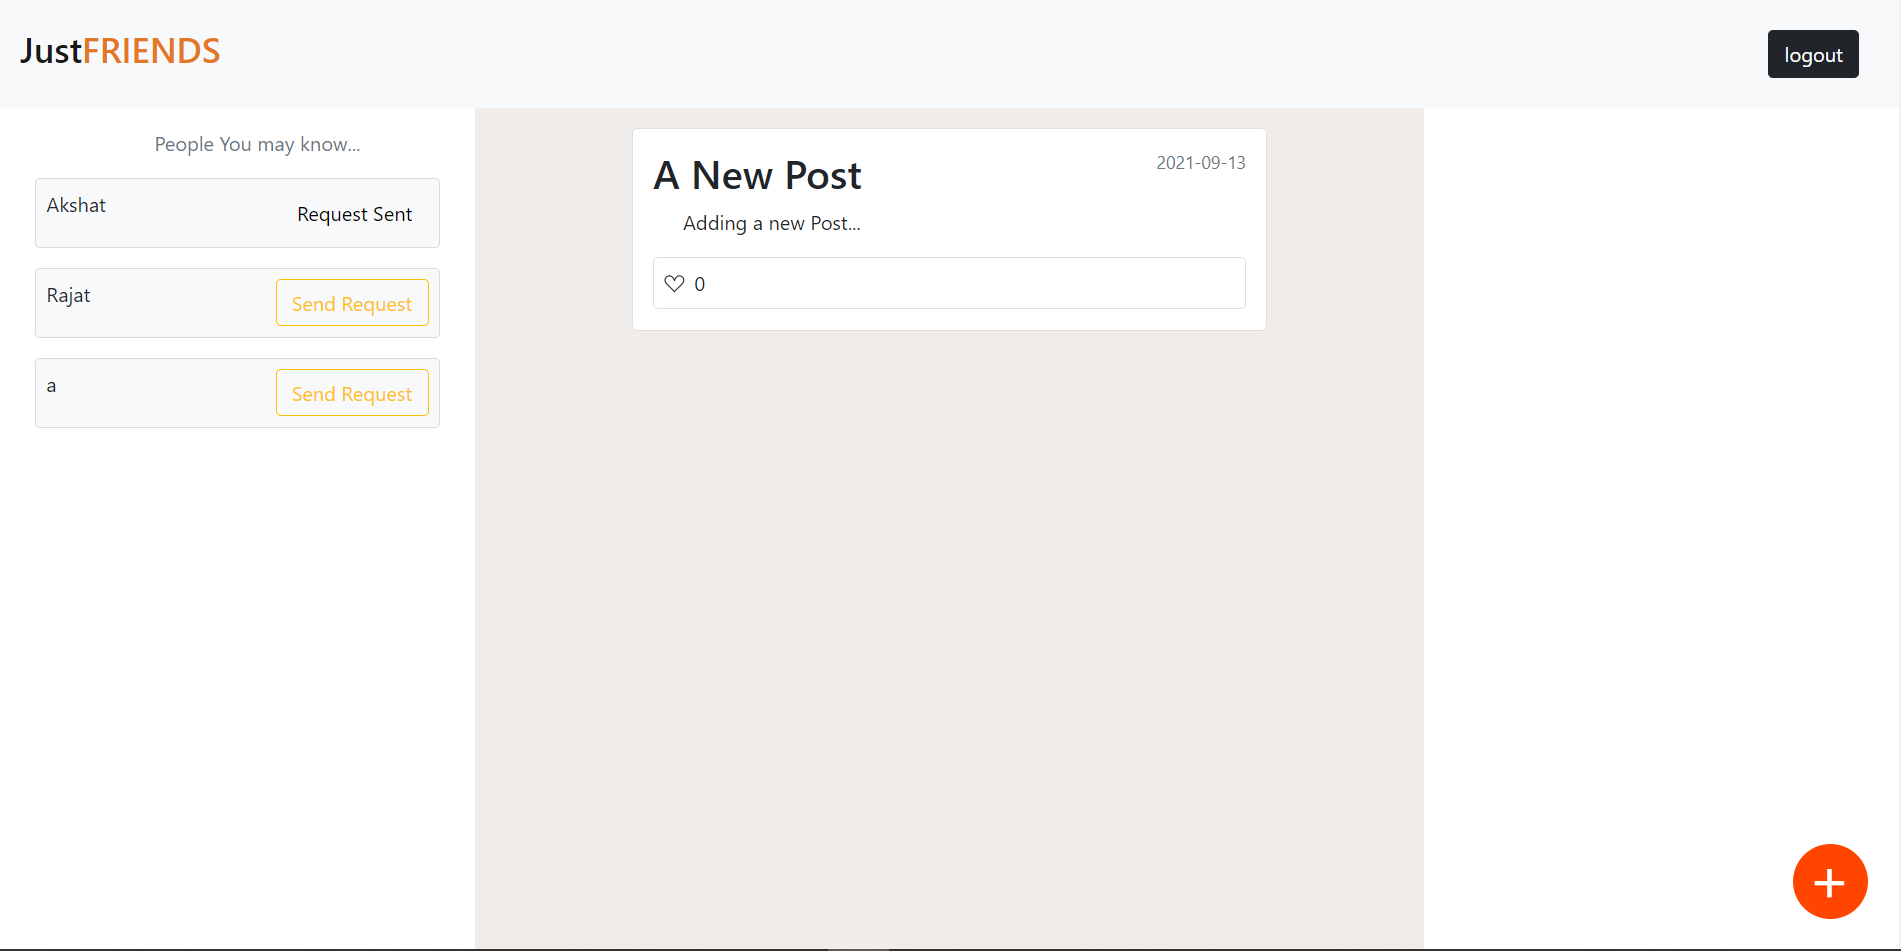 JustFRIENDS
logout
People You may know...
Akshat
Request Sent
Rajat
Send Request
a
Send Request
A New Post
2021-09-13
Adding a new Post...
0